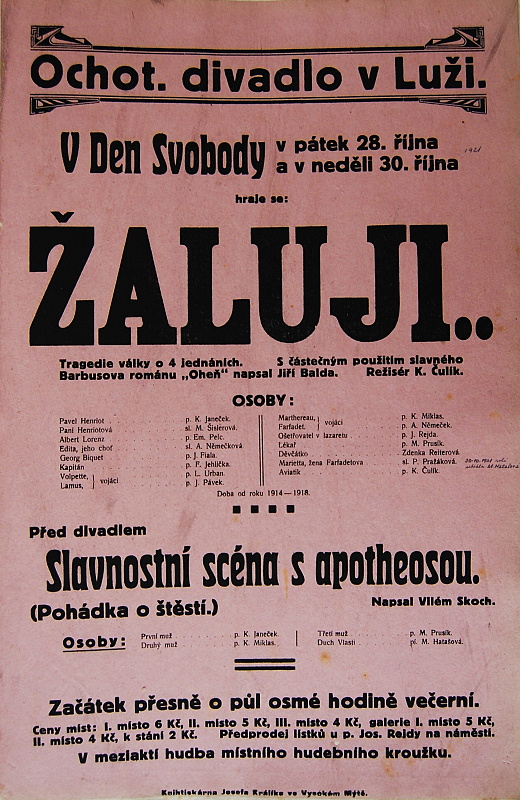 Ochot. divadlo v Luži.
V Den Svobody v pátek 28. října
a v neděli 30. října
1921
hraje se:
ŽALUJI..
Tragedie války o 4 jednáních. S částečným použitím slavného
Barbusova románu „Oheň“ napsal Jiří Balda. Režisér K. Čulík.
OSOBY:
Pavel Henriot . . . . p. K. Janeček.
Paní Henriotová . . . . sl. M. Šislerová.
Albert Lorenz . . . . p. Em. Pelc.
Edita, jeho choť . . . . sl. A. Němečková.
Georg Biquet . . . . p. J. Fiala.
Kapitán . . . . p. F. Jehlička.
Volpette, } vojáci . . . . p. L. Urban.
Lamus, } vojáci . . . . p. J. Pávek.
Marthereau, } vojáci . . . . p. K. Miklas.
Farfadet. } vojáci . . . . p. A. Němeček.
Ošetřovatel v lazaretu . . . . p. J. Rejda.
Lékař . . . . p. M. Prusík.
Děvčátko . . . . Zdenka Reiterová.
Marietta, žena Farfadetova . . . . sl. P. Pražáková.
Aviatik . . . . p. K. Čulík.
Doba od roku 1914—1918.
Před divadlem
Slavnostní scéna s apotheosou.
(Pohádka o štěstí.) Napsal Vilém Skoch.
Osoby:
První muž . . . . p. K. Janeček.
Druhý muž . . . . p. K. Miklas.
Třetí muž . . . . p. M. Prusík.
Duch Vlasti . . . . pí. M. Hatašová.
Začátek přesně o půl osmé hodině večerní.
Ceny míst: I. místo 6 Kč, II. místo 5 Kč, III. místo 4 Kč, galerie I. místo 5 Kč,
II. místo 4 Kč, k stání 2 Kč. Předprodej lístků u p. Jos. Rejdy na náměstí.
V meziaktí hudba místního hudebního kroužku.
Knihtiskárna Josefa Králíka ve Vysokém Mýtě.